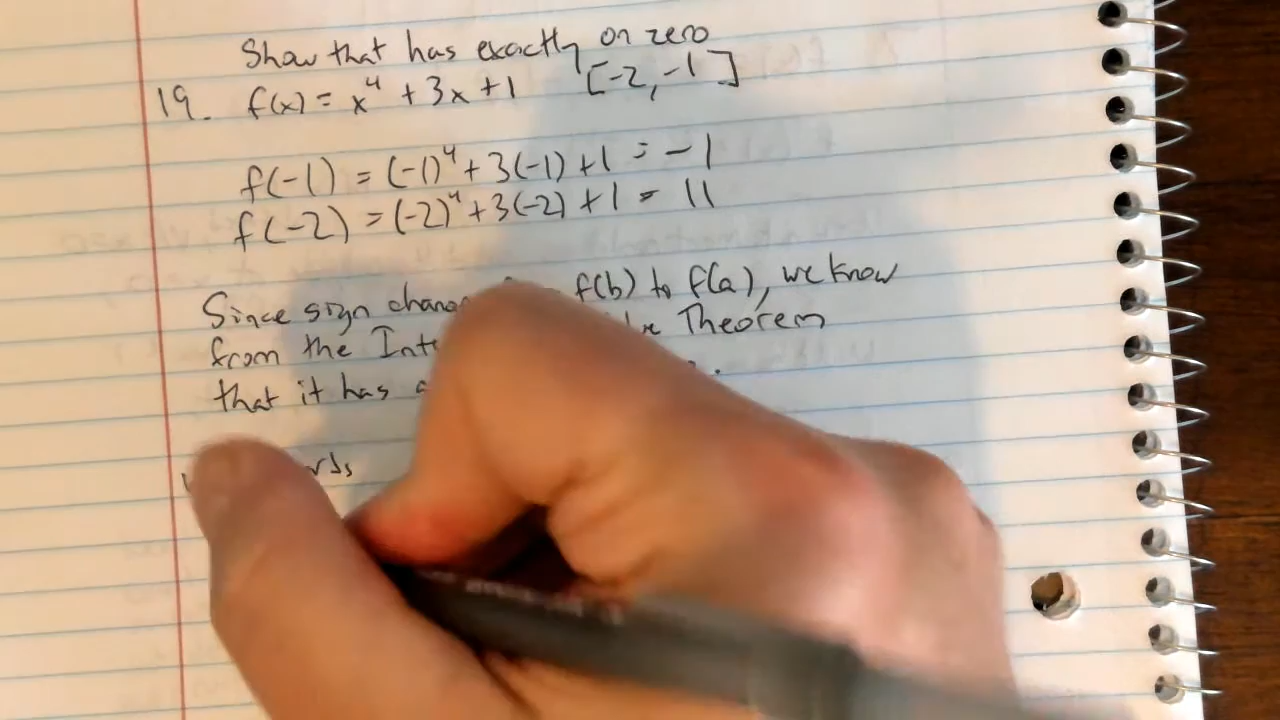 Show that has exactly on zero
19. f(x) = x⁴ + 3x + 1 [-2, -1]
f(-1) = (-1)⁴ + 3(-1) + 1 = -1
f(-2) = (-2)⁴ + 3(-2) + 1 = 11
Since sign f(b) to f(a), we know
from the Theorem
that it has